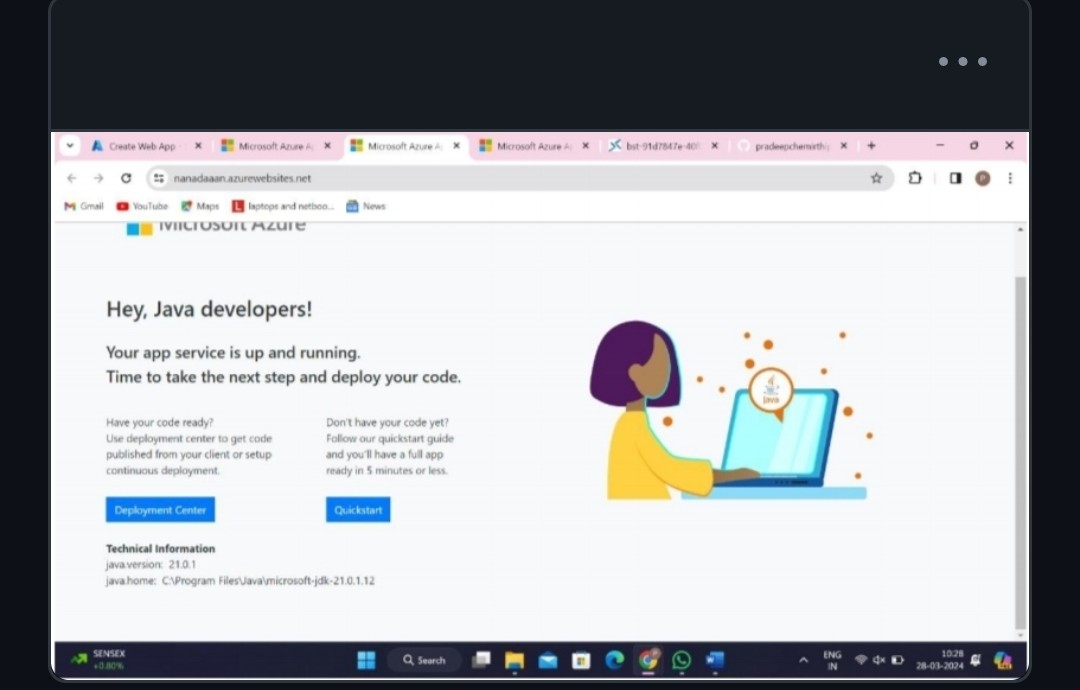 Create Web App -
Microsoft Azure A
Microsoft Azure A
Microsoft Azure A
pradeepchemirthi
nanadaaan.azurewebsites.net
Gmail
YouTube
Maps
laptops and netboo...
News
Microsoft Azure
Hey, Java developers!
Your app service is up and running.
Time to take the next step and deploy your code.
Have your code ready?
Use deployment center to get code
published from your client or setup
continuous deployment.
Deployment Center
Don't have your code yet?
Follow our quickstart guide
and you'll have a full app
ready in 5 minutes or less.
Quickstart
Java
Technical Information
java.version: 21.0.1
java.home: C:\Program Files\Java\microsoft-jdk-21.0.1.12
SENSEX
+0.80%
Search
ENG
IN
10:28
28-03-2024